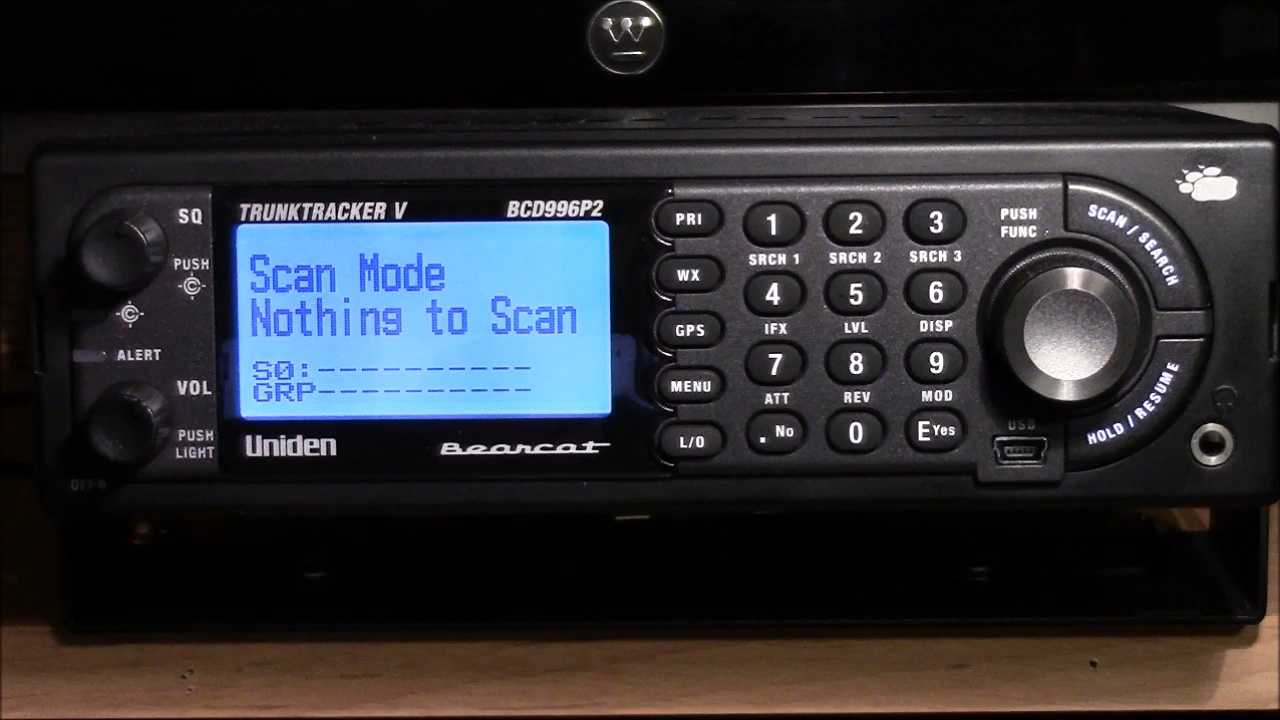 W
TRUNKTRACKER V
BCD996P2
Scan Mode
Nothing to Scan
S0:----------
GRP----------
Uniden
Bearcat
SQ
PUSH
ALERT
VOL
PUSH
LIGHT
OFF
PRI
WX
GPS
MENU
L/O
1 2 3
SRCH 1 SRCH 2 SRCH 3
4 5 6
IFX LVL DISP
7 8 9
ATT REV MOD
. No 0 E Yes
PUSH
FUNC
SCAN / SEARCH
HOLD / RESUME
USB